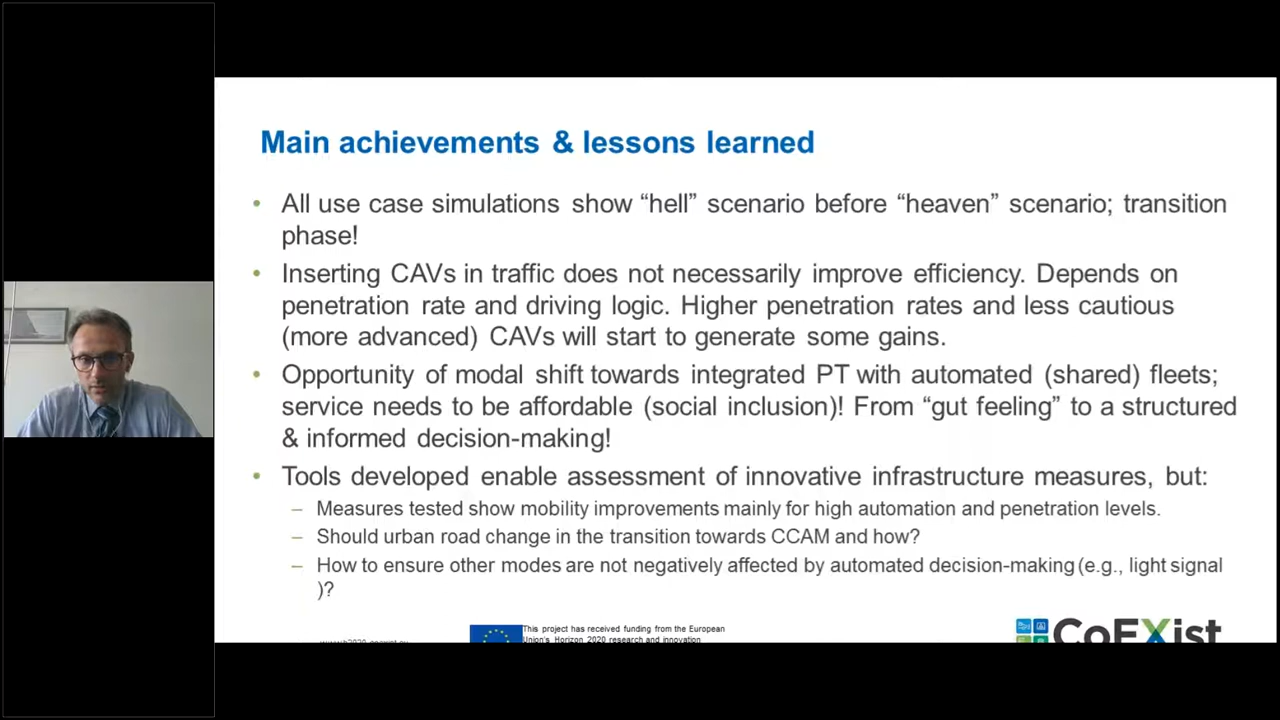 Main achievements & lessons learned
• All use case simulations show “hell” scenario before “heaven” scenario; transition
phase!
• Inserting CAVs in traffic does not necessarily improve efficiency. Depends on
penetration rate and driving logic. Higher penetration rates and less cautious
(more advanced) CAVs will start to generate some gains.
• Opportunity of modal shift towards integrated PT with automated (shared) fleets;
service needs to be affordable (social inclusion)! From “gut feeling” to a structured
& informed decision-making!
• Tools developed enable assessment of innovative infrastructure measures, but:
– Measures tested show mobility improvements mainly for high automation and penetration levels.
– Should urban road change in the transition towards CCAM and how?
– How to ensure other modes are not negatively affected by automated decision-making (e.g., light signal
)?
This project has received funding from the European
Union's Horizon 2020 research and innovation
CoEXist